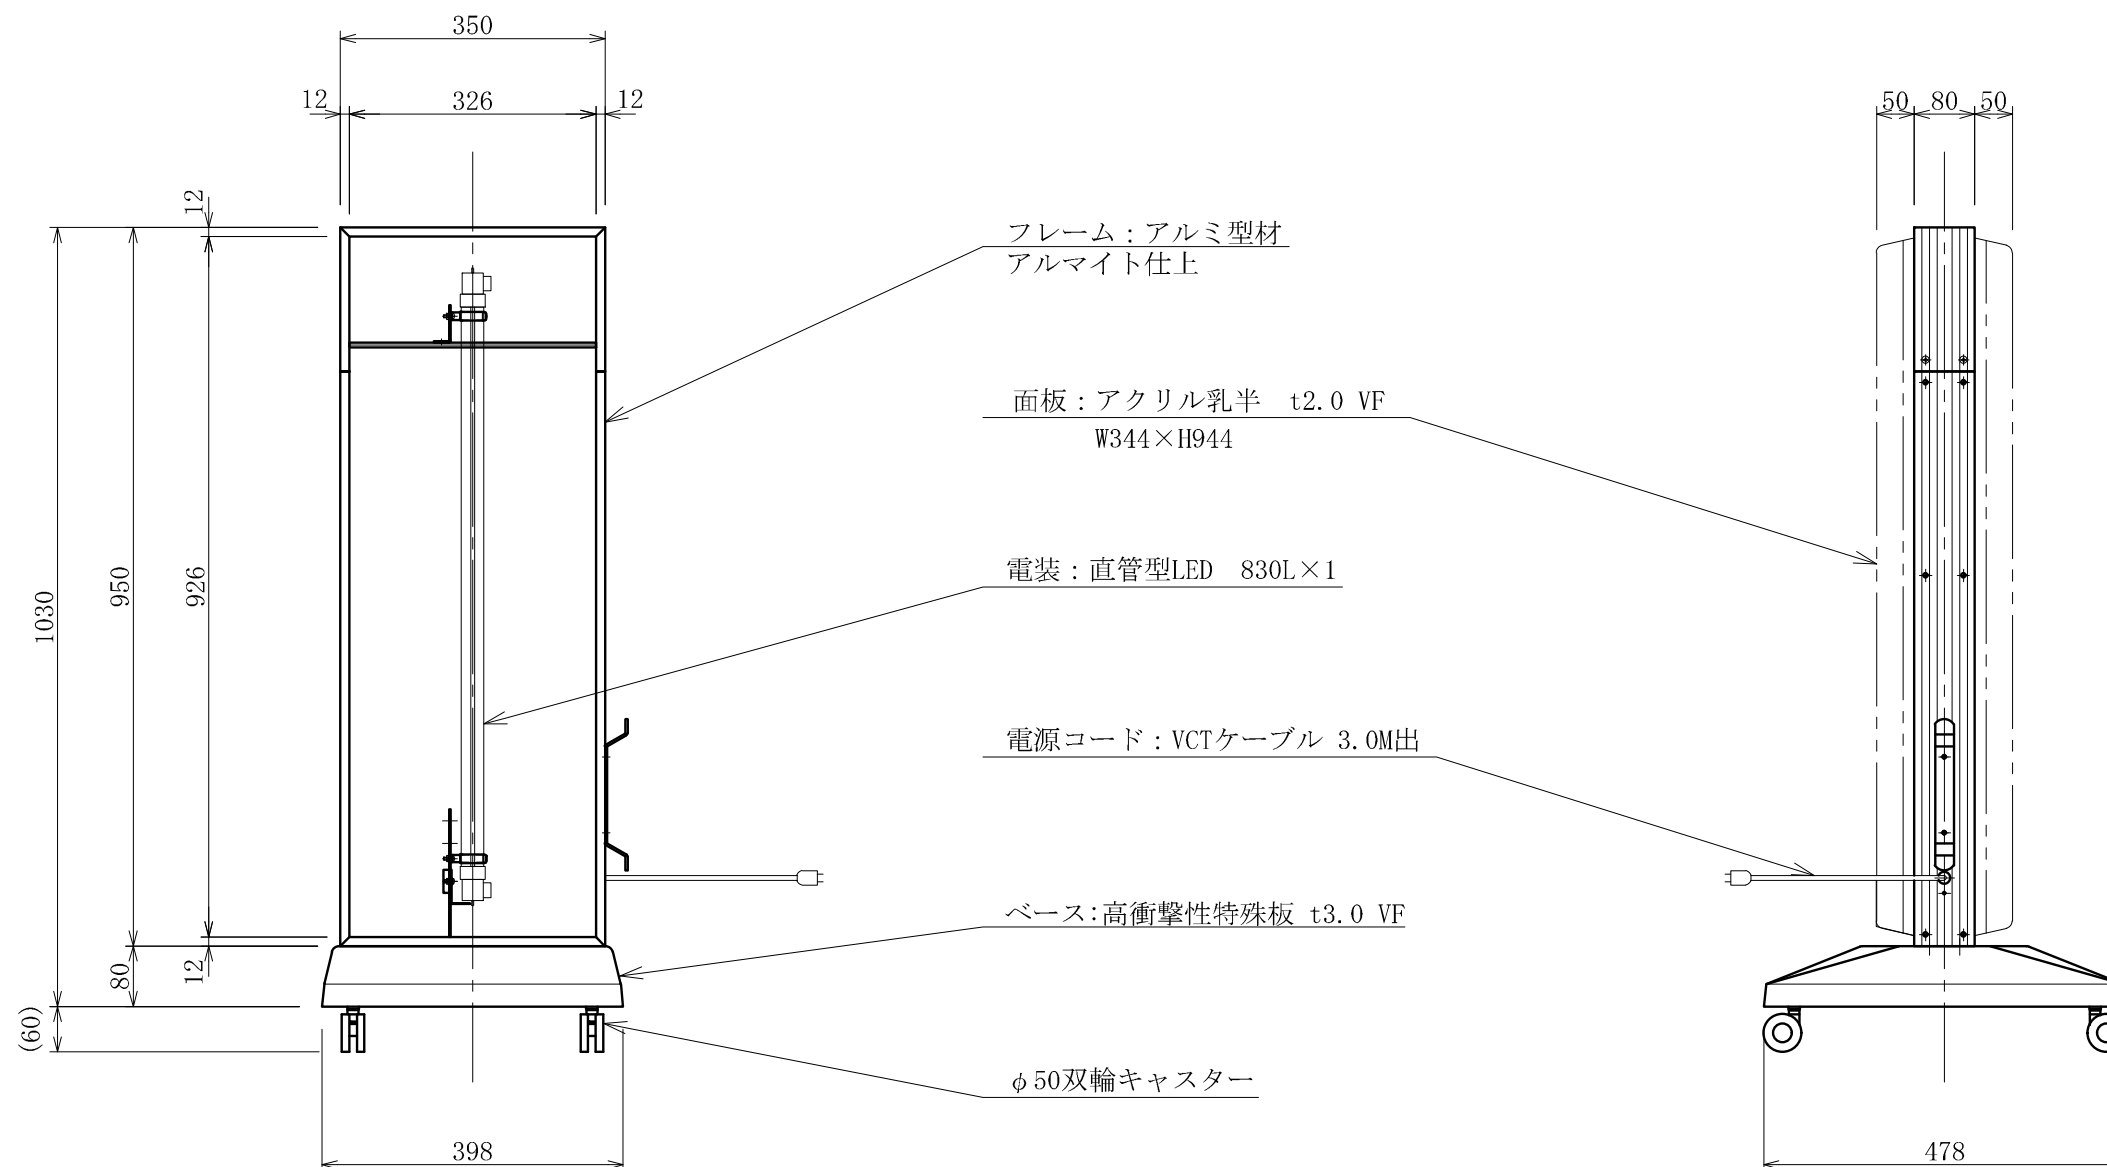 350
12
326
12
50
80
50
12
フレーム：アルミ型材
アルマイト仕上
面板：アクリル乳半　t2.0 VF
W344×H944
電装：直管型LED　830L×1
1030
950
926
電源コード：VCTケーブル 3.0M出
ベース:高衝撃性特殊板 t3.0 VF
80
12
(60)
φ50双輪キャスター
398
478